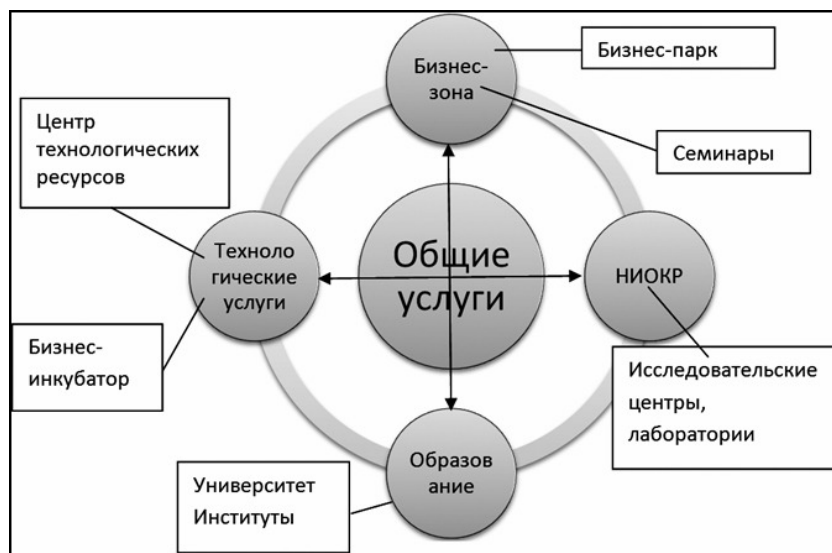 Бизнес-
зона
Бизнес-парк
Центр
технологических
ресурсов
Семинары
Техноло
гические
услуги
Общие
услуги
НИОКР
Бизнес-
инкубатор
Исследовательские
центры,
лаборатории
Образов
ание
Университет
Институты